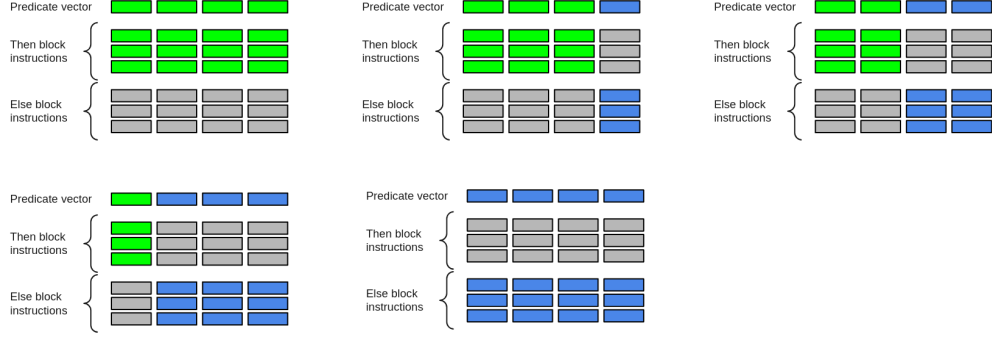 Predicate vector
Then block
instructions
Else block
instructions
Predicate vector
Then block
instructions
Else block
instructions
Predicate vector
Then block
instructions
Else block
instructions
Predicate vector
Then block
instructions
Else block
instructions
Predicate vector
Then block
instructions
Else block
instructions